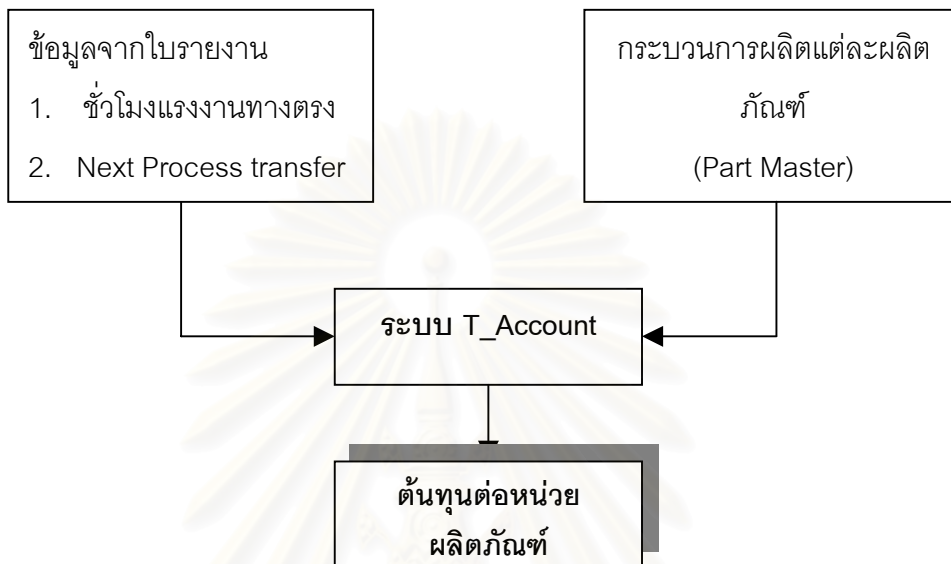 ข้อมูลจากใบรายงาน
1. ชั่วโมงแรงงานทางตรง
2. Next Process transfer
กระบวนการผลิตแต่ละผลิต
ภัณฑ์
(Part Master)
ระบบ T_Account
ต้นทุนต่อหน่วย
ผลิตภัณฑ์